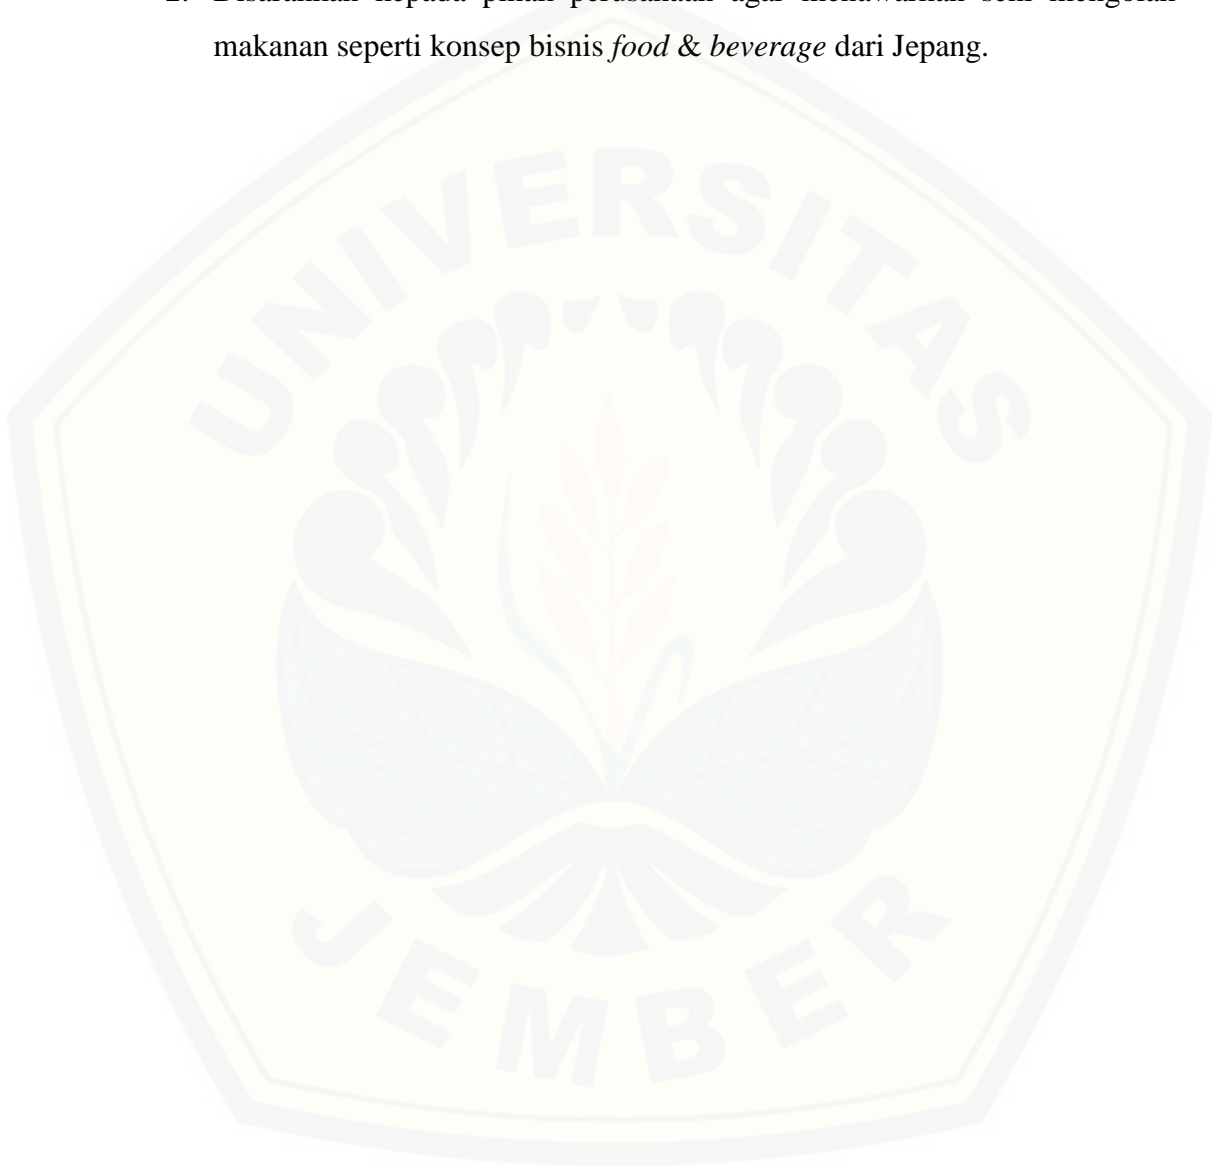 2. Disarankan kepada pihak perusahaan agar menawarkan seni mengolah
makanan seperti konsep bisnis food & beverage dari Jepang.
UNIVERSITAS
JEMBER